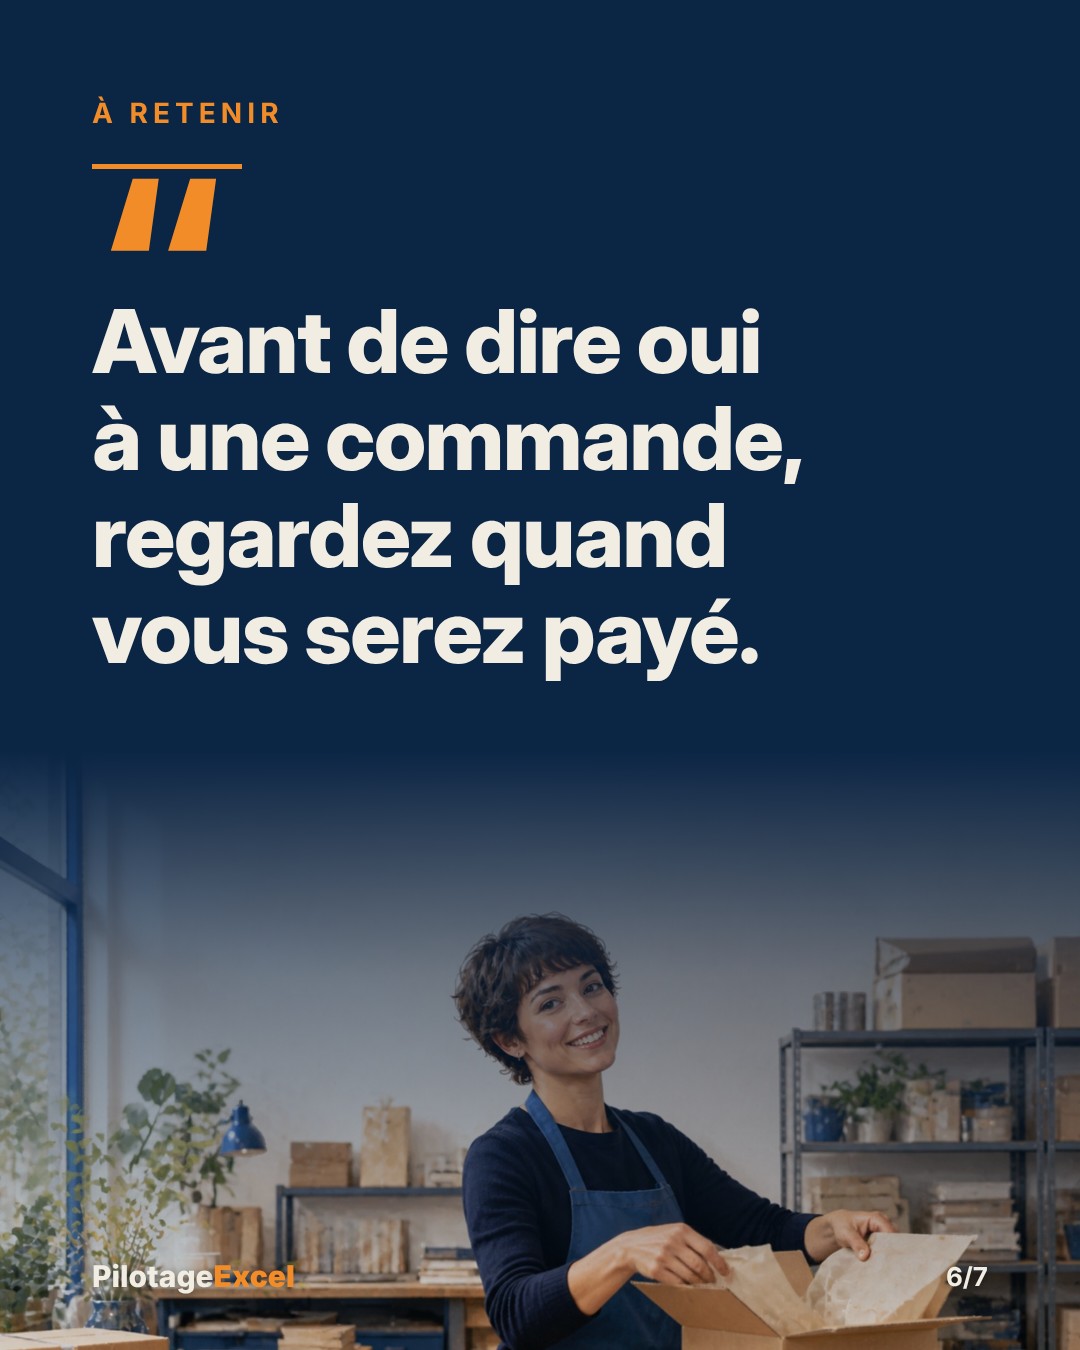 À RETENIR
"
Avant de dire oui
à une commande,
regardez quand
vous serez payé.
PilotageExcel
6/7